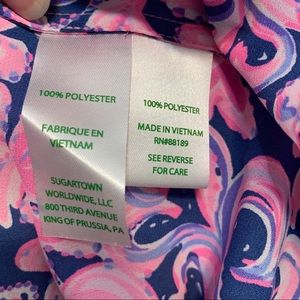 100% POLYESTER
FABRIQUE EN
VIETNAM
SUGARTOWN
WORLDWIDE, LLC
800 THIRD AVENUE
KING OF PRUSSIA, PA
100% POLYESTER
MADE IN VIETNAM
RN#88189
SEE REVERSE
FOR CARE